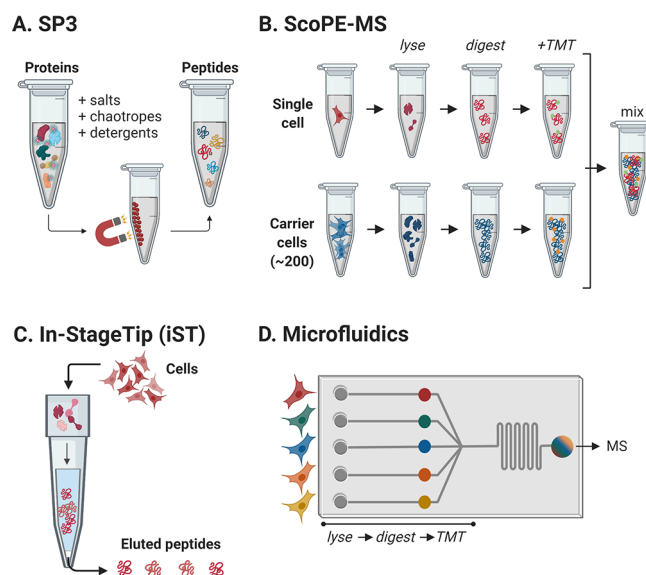 A. SP3
Proteins
+ salts
+ chaotropes
+ detergents
Peptides
B. ScoPE-MS
lyse
digest
+TMT
Single
cell
mix
Carrier
cells
(~200)
C. In-StageTip (iST)
Cells
Eluted peptides
D. Microfluidics
MS
lyse
digest
TMT